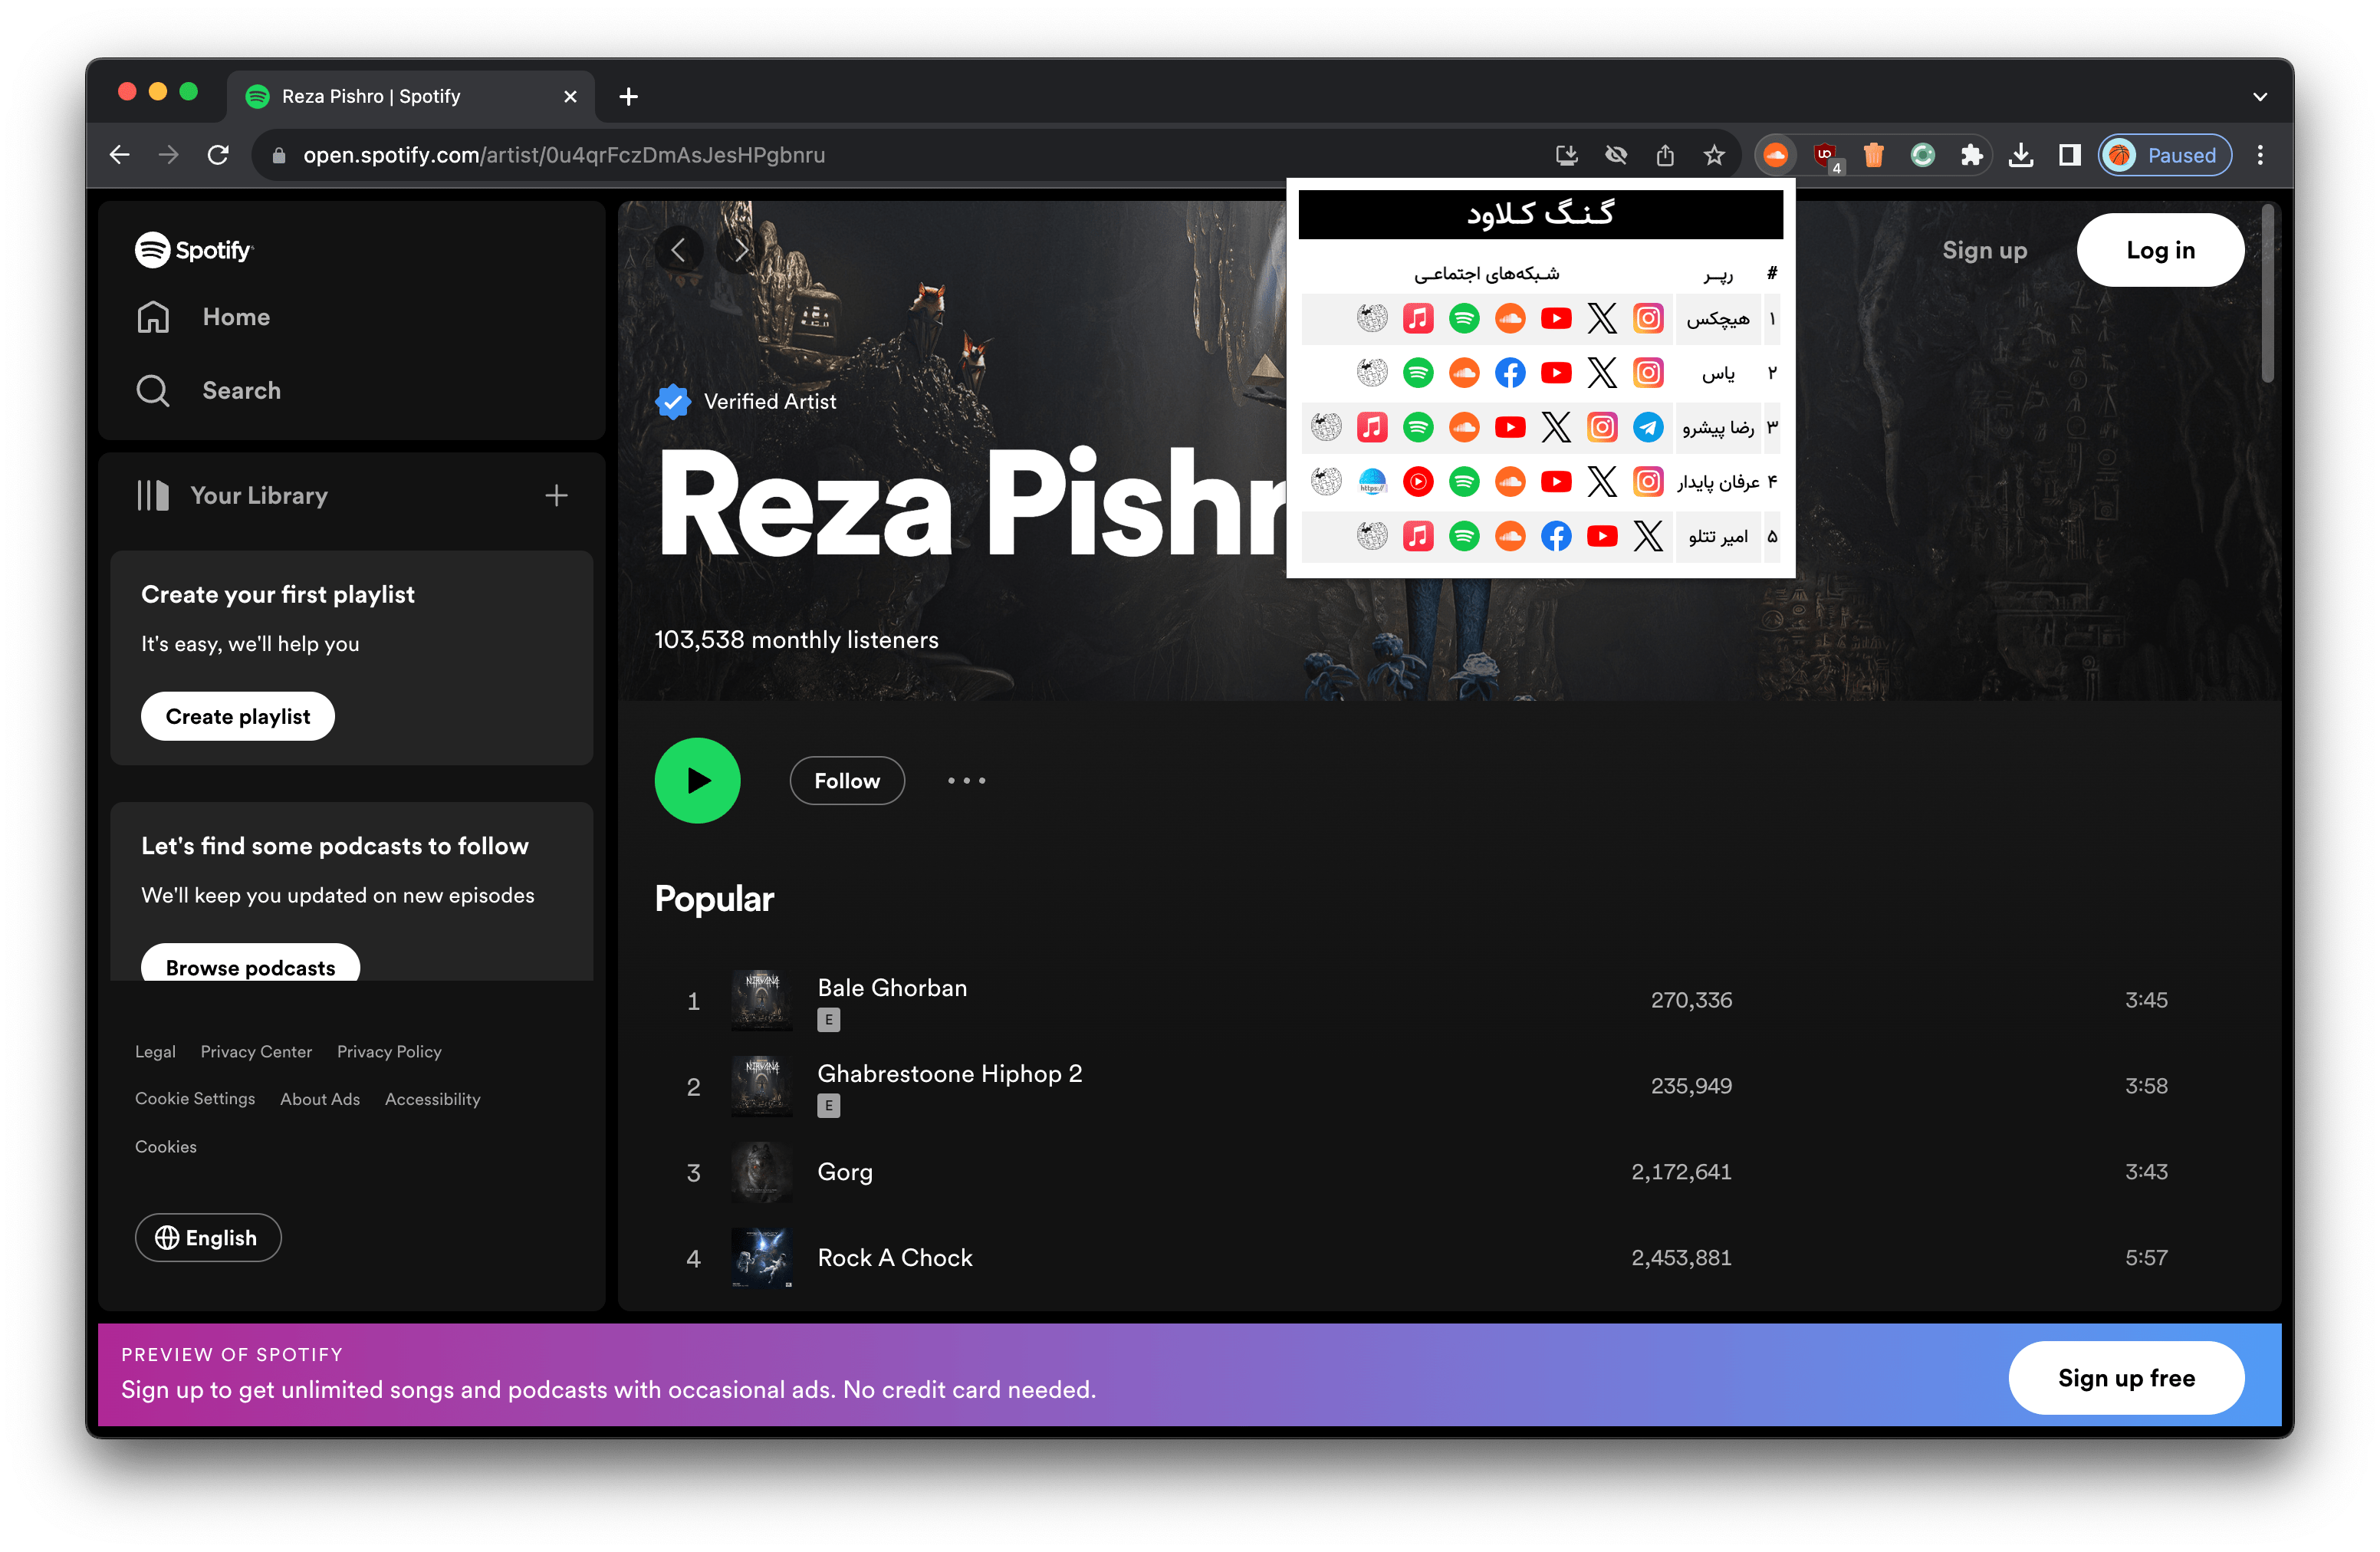 Reza Pishro | Spotify
open.spotify.com/artist/0u4qrFczDmAsJesHPgbnru
4
Paused
Spotify
Home
Search
Your Library
Create your first playlist
It's easy, we'll help you
Create playlist
Let's find some podcasts to follow
We'll keep you updated on new episodes
Browse podcasts
Legal Privacy Center Privacy Policy
Cookie Settings About Ads Accessibility
Cookies
English
Sign up
Log in
Verified Artist
Reza Pishr
103,538 monthly listeners
Follow
Popular
1 Bale Ghorban 270,336 3:45
E
2 Ghabrestoone Hiphop 2 235,949 3:58
E
3 Gorg 2,172,641 3:43
4 Rock A Chock 2,453,881 5:57
گـنـگ کـلاود
# رپـــر شـبکه‌های اجتماعـی
۱ هیچکس
۲ یاس
۳ رضا پیشرو
۴ عرفان پایدار
https://
۵ امیر تتلو
PREVIEW OF SPOTIFY
Sign up to get unlimited songs and podcasts with occasional ads. No credit card needed.
Sign up free